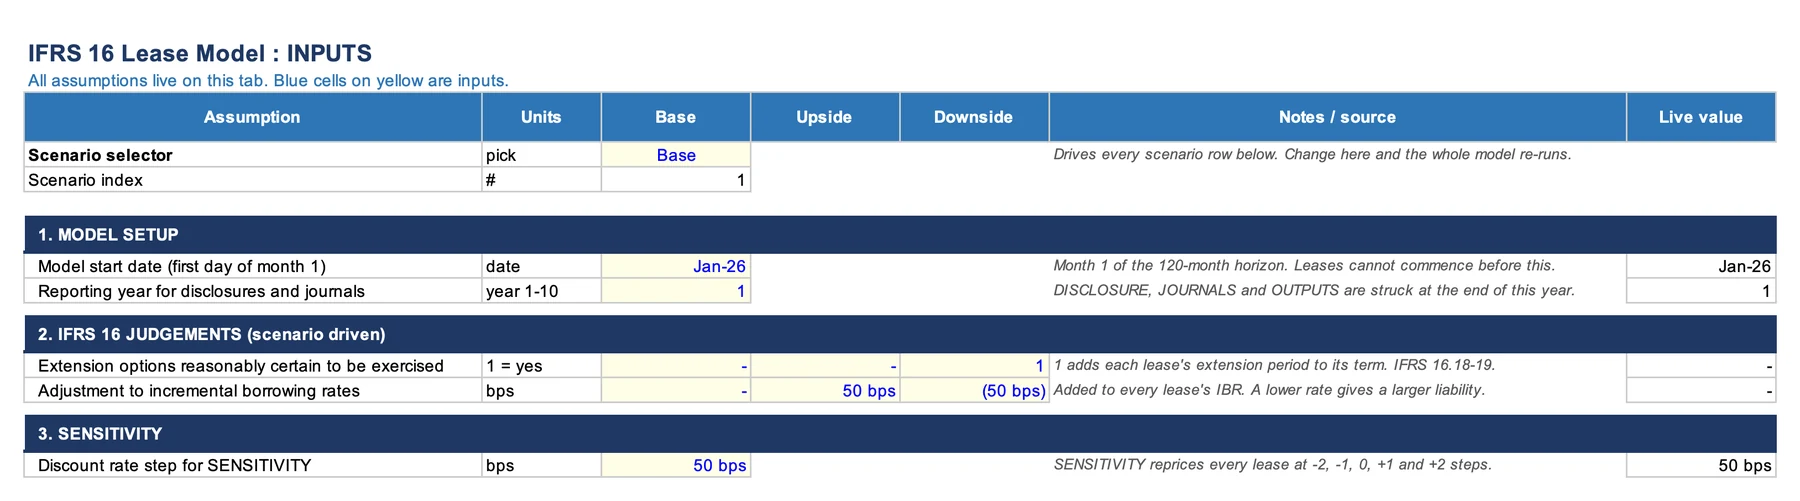 IFRS 16 Lease Model : INPUTS
All assumptions live on this tab. Blue cells on yellow are inputs.
Assumption Units Base Upside Downside Notes / source Live value
Scenario selector pick Base Drives every scenario row below. Change here and the whole model re-runs.
Scenario index # 1
1. MODEL SETUP
Model start date (first day of month 1) date Jan-26 Month 1 of the 120-month horizon. Leases cannot commence before this. Jan-26
Reporting year for disclosures and journals year 1-10 1 DISCLOSURE, JOURNALS and OUTPUTS are struck at the end of this year. 1
2. IFRS 16 JUDGEMENTS (scenario driven)
Extension options reasonably certain to be exercised 1 = yes - - 1 1 adds each lease's extension period to its term. IFRS 16.18-19. -
Adjustment to incremental borrowing rates bps - 50 bps (50 bps) Added to every lease's IBR. A lower rate gives a larger liability. -
3. SENSITIVITY
Discount rate step for SENSITIVITY bps 50 bps SENSITIVITY reprices every lease at -2, -1, 0, +1 and +2 steps. 50 bps